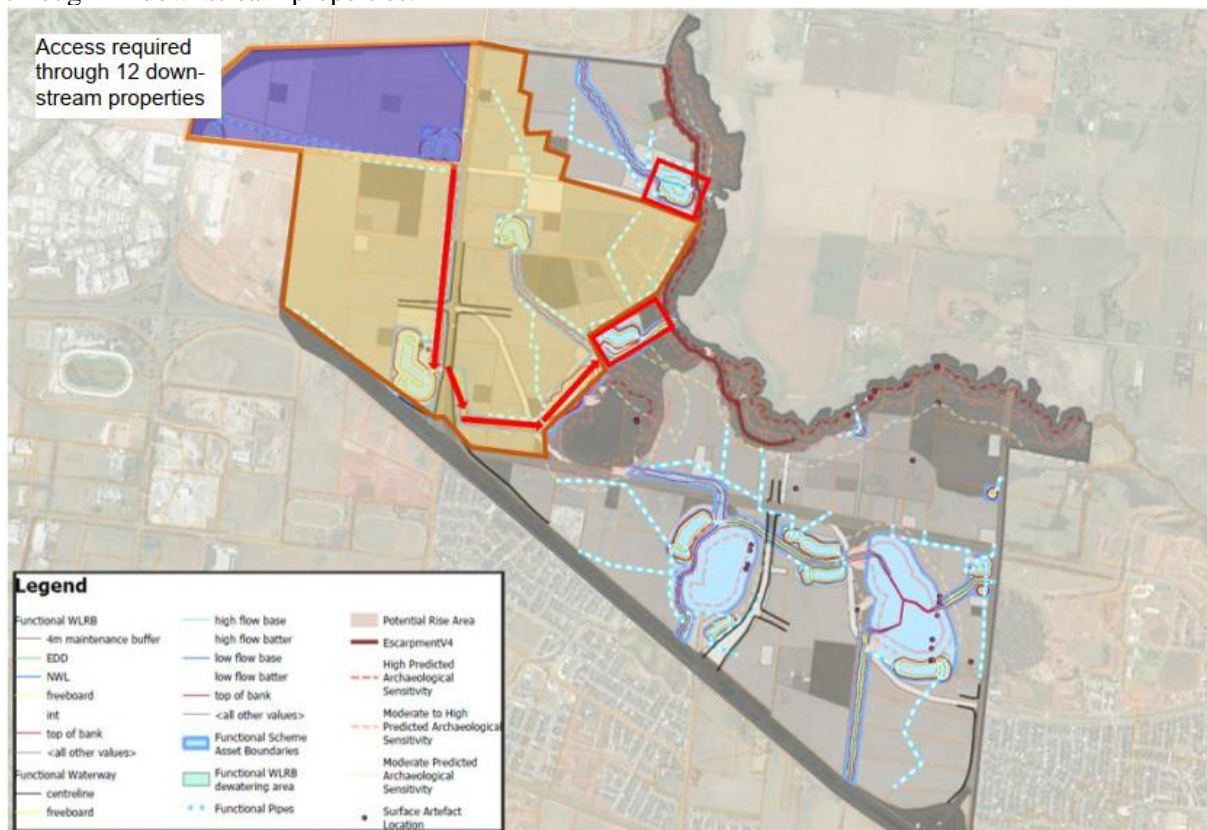 Access required
through 12 down-
stream properties
Legend
Functional WLRB
4m maintenance buffer
EDD
NWL
freeboard
int
top of bank
<all other values>
Functional Waterway
centreline
freeboard
high flow base
high flow batter
low flow base
low flow batter
top of bank
<all other values>
Functional Scheme
Asset Boundaries
Functional WLRB
dewatering area
Functional Pipes
Potential Rise Area
EscarpmentV4
High Predicted
Archaeological
Sensitivity
Moderate to High
Predicted Archaeological
Sensitivity
Moderate Predicted
Archaeological
Sensitivity
Surface Artefact
Location